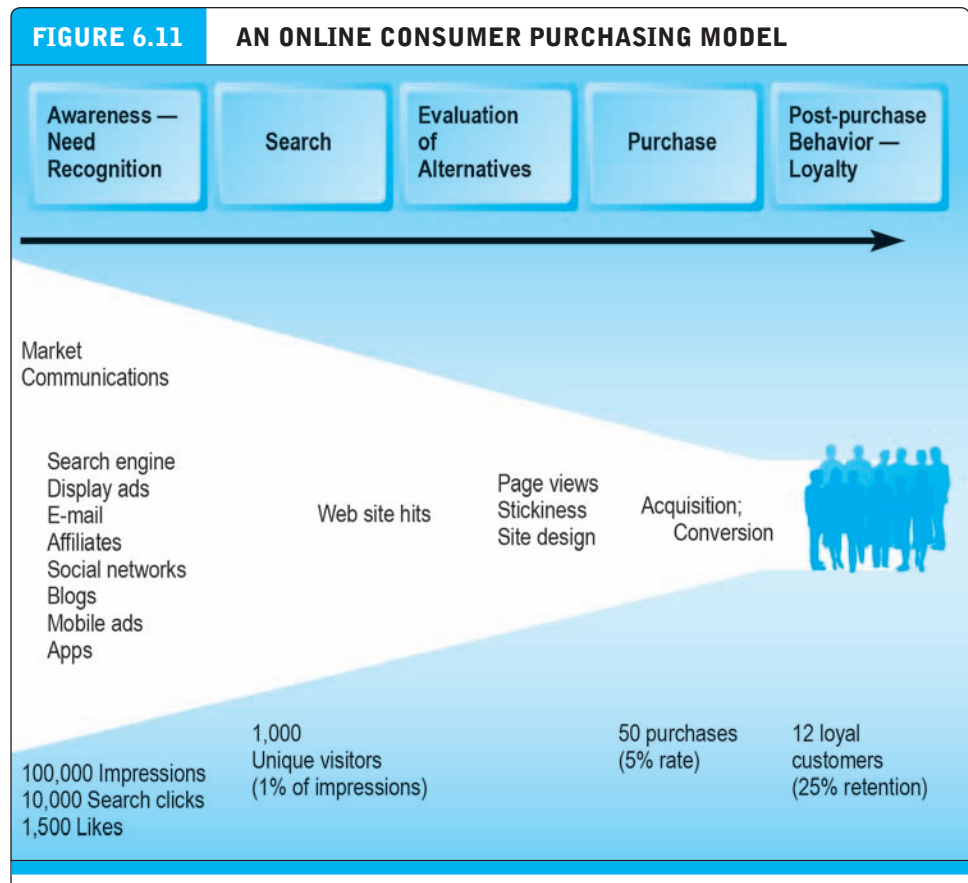 FIGURE 6.11 AN ONLINE CONSUMER PURCHASING MODEL
Awareness —
Need
Recognition
Search
Evaluation
of
Alternatives
Purchase
Post-purchase
Behavior —
Loyalty
Market
Communications
Search engine
Display ads
E-mail
Affiliates
Social networks
Blogs
Mobile ads
Apps
Web site hits
Page views
Stickiness
Site design
Acquisition;
Conversion
100,000 Impressions
10,000 Search clicks
1,500 Likes
1,000
Unique visitors
(1% of impressions)
50 purchases
(5% rate)
12 loyal
customers
(25% retention)